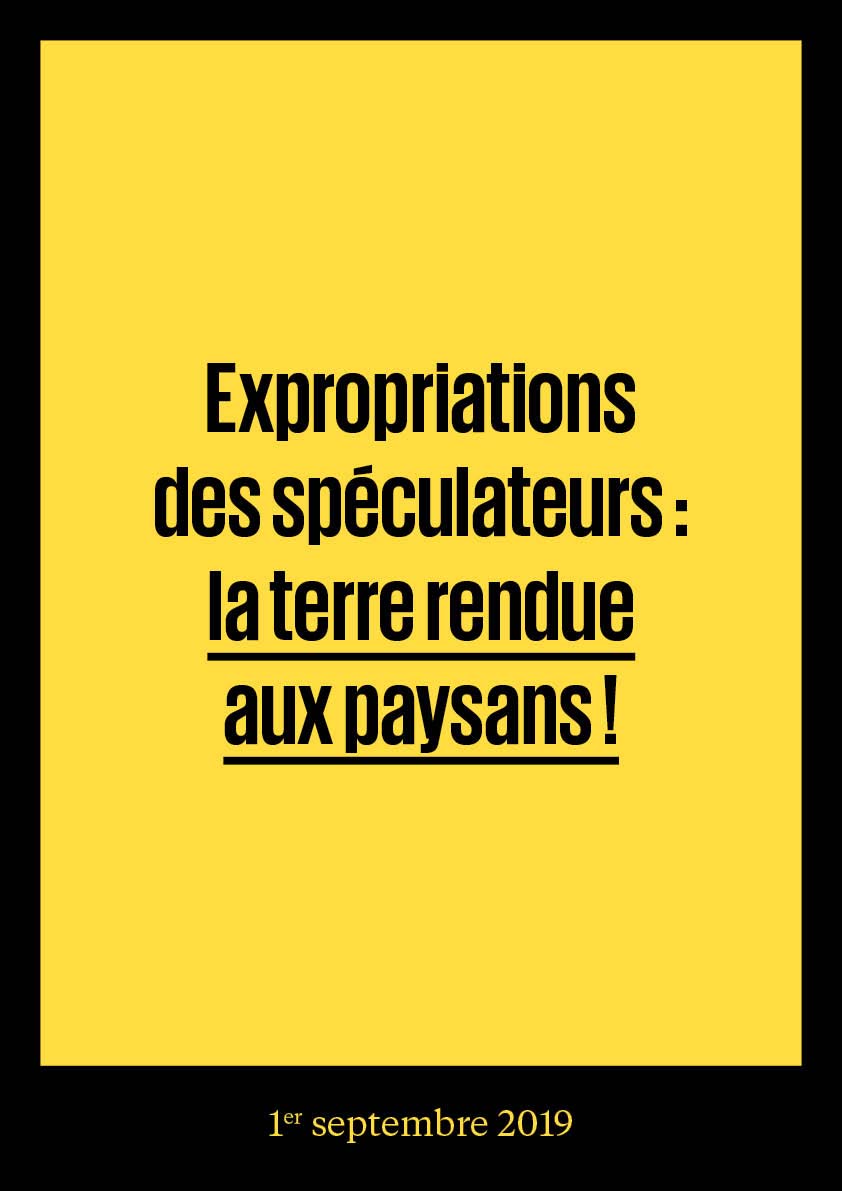 Expropriations
des spéculateurs :
la terre rendue
aux paysans !
1er septembre 2019